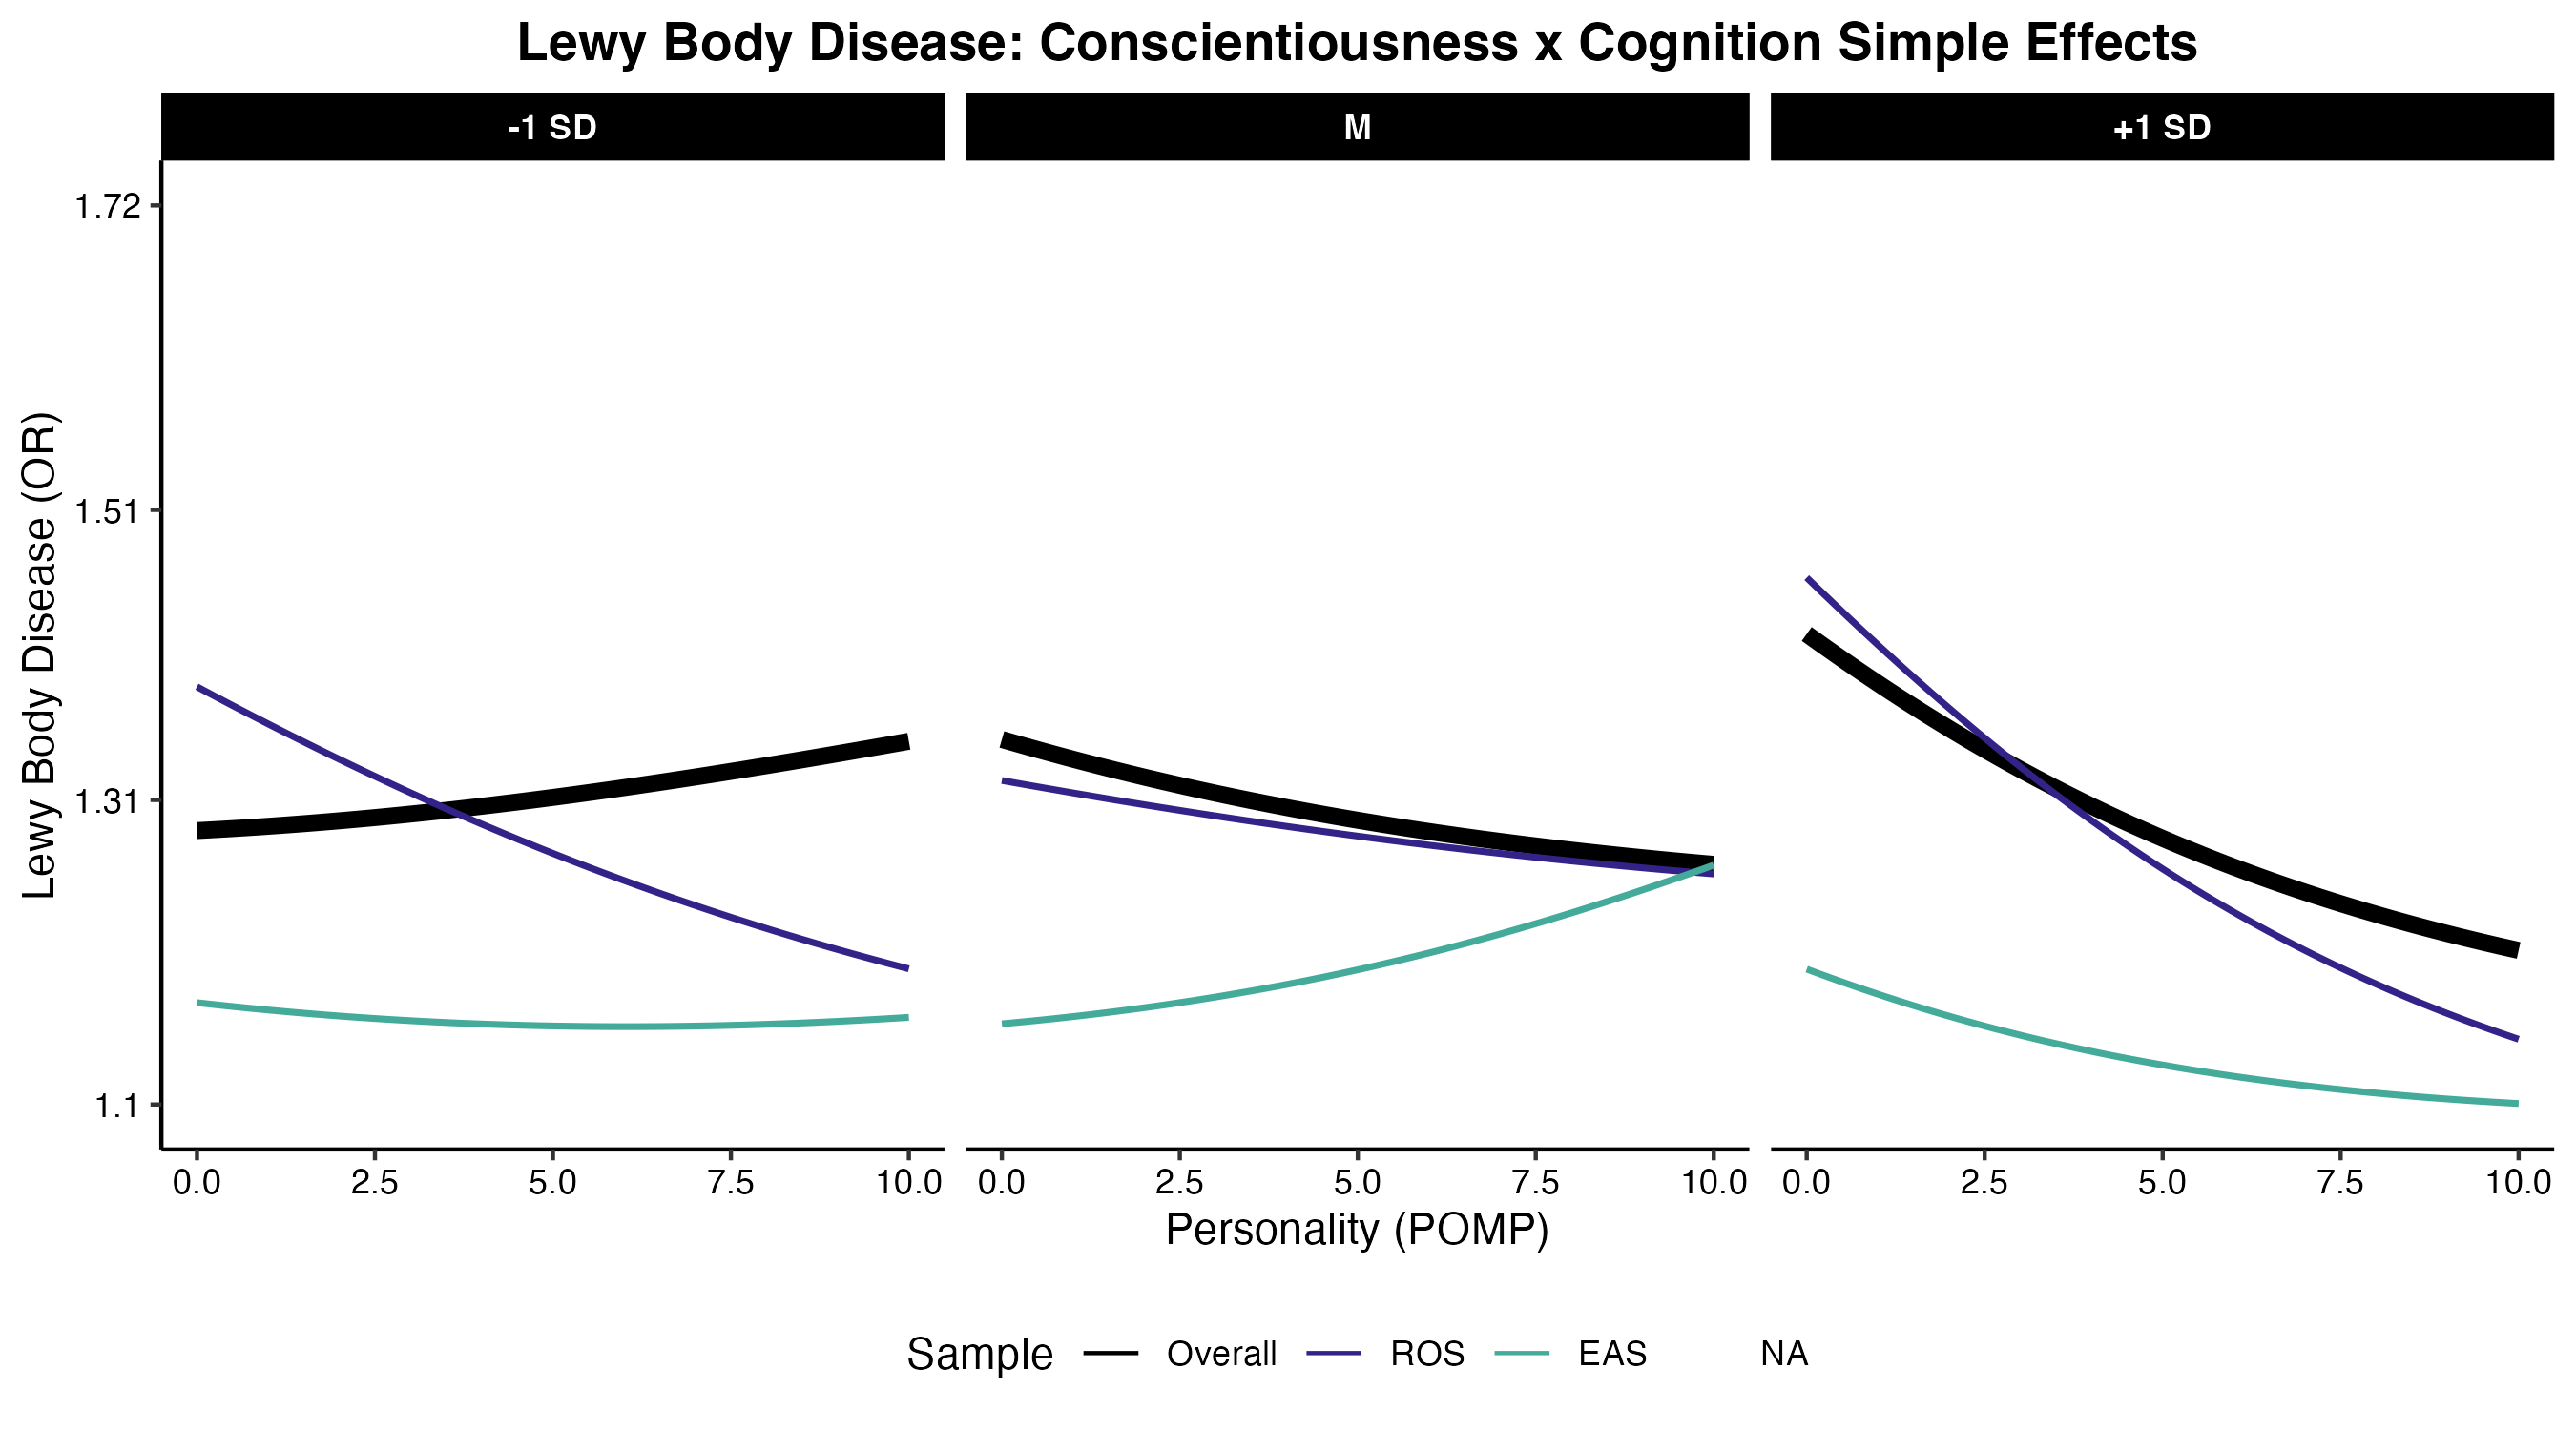 Lewy Body Disease: Conscientiousness x Cognition Simple Effects
-1 SD
M
+1 SD
Lewy Body Disease (OR)
1.72
1.51
1.31
1.1
0.0 2.5 5.0 7.5 10.0
0.0 2.5 5.0 7.5 10.0
0.0 2.5 5.0 7.5 10.0
Personality (POMP)
Sample Overall ROS EAS NA